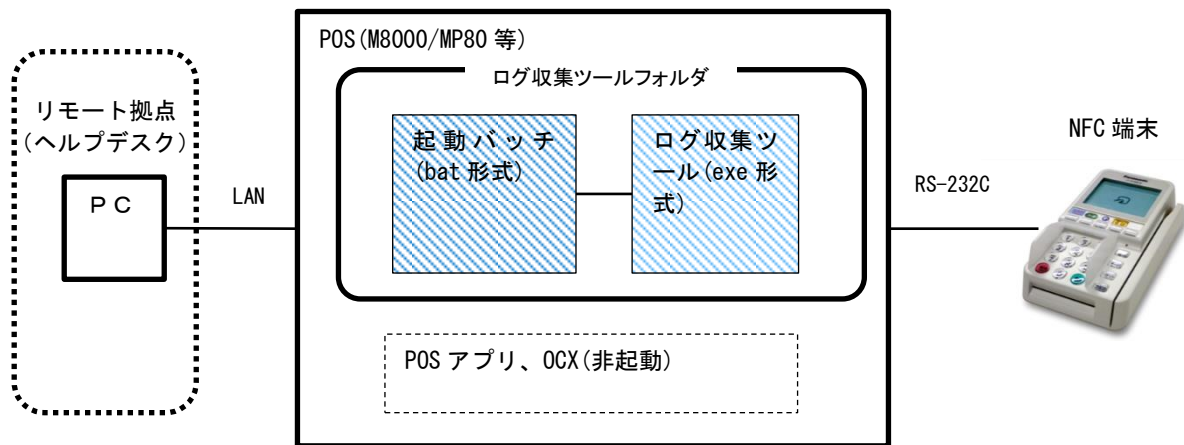 POS(M8000/MP80 等)
ログ収集ツールフォルダ
リモート拠点
(ヘルプデスク)
ＰＣ
LAN
起動バッチ
(bat 形式)
ログ収集ツ
ール(exe 形
式)
RS-232C
NFC 端末
Panasonic
POS アプリ、OCX(非起動)